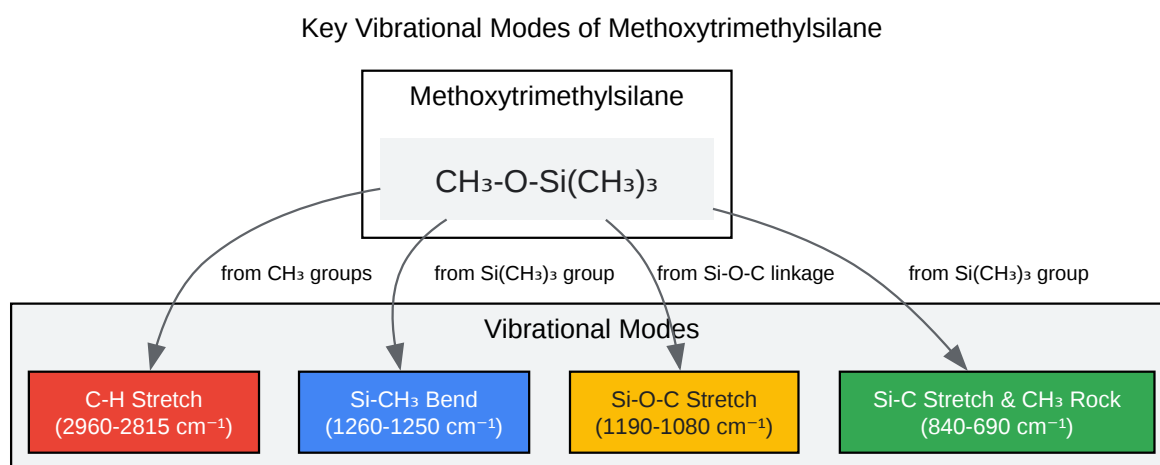 Key Vibrational Modes of Methoxytrimethylsilane
Methoxytrimethylsilane
CH₃-O-Si(CH₃)₃
from CH₃ groups
from Si(CH₃)₃ group
from Si-O-C linkage
from Si(CH₃)₃ group
Vibrational Modes
C-H Stretch
(2960-2815 cm⁻¹)
Si-CH₃ Bend
(1260-1250 cm⁻¹)
Si-O-C Stretch
(1190-1080 cm⁻¹)
Si-C Stretch & CH₃ Rock
(840-690 cm⁻¹)